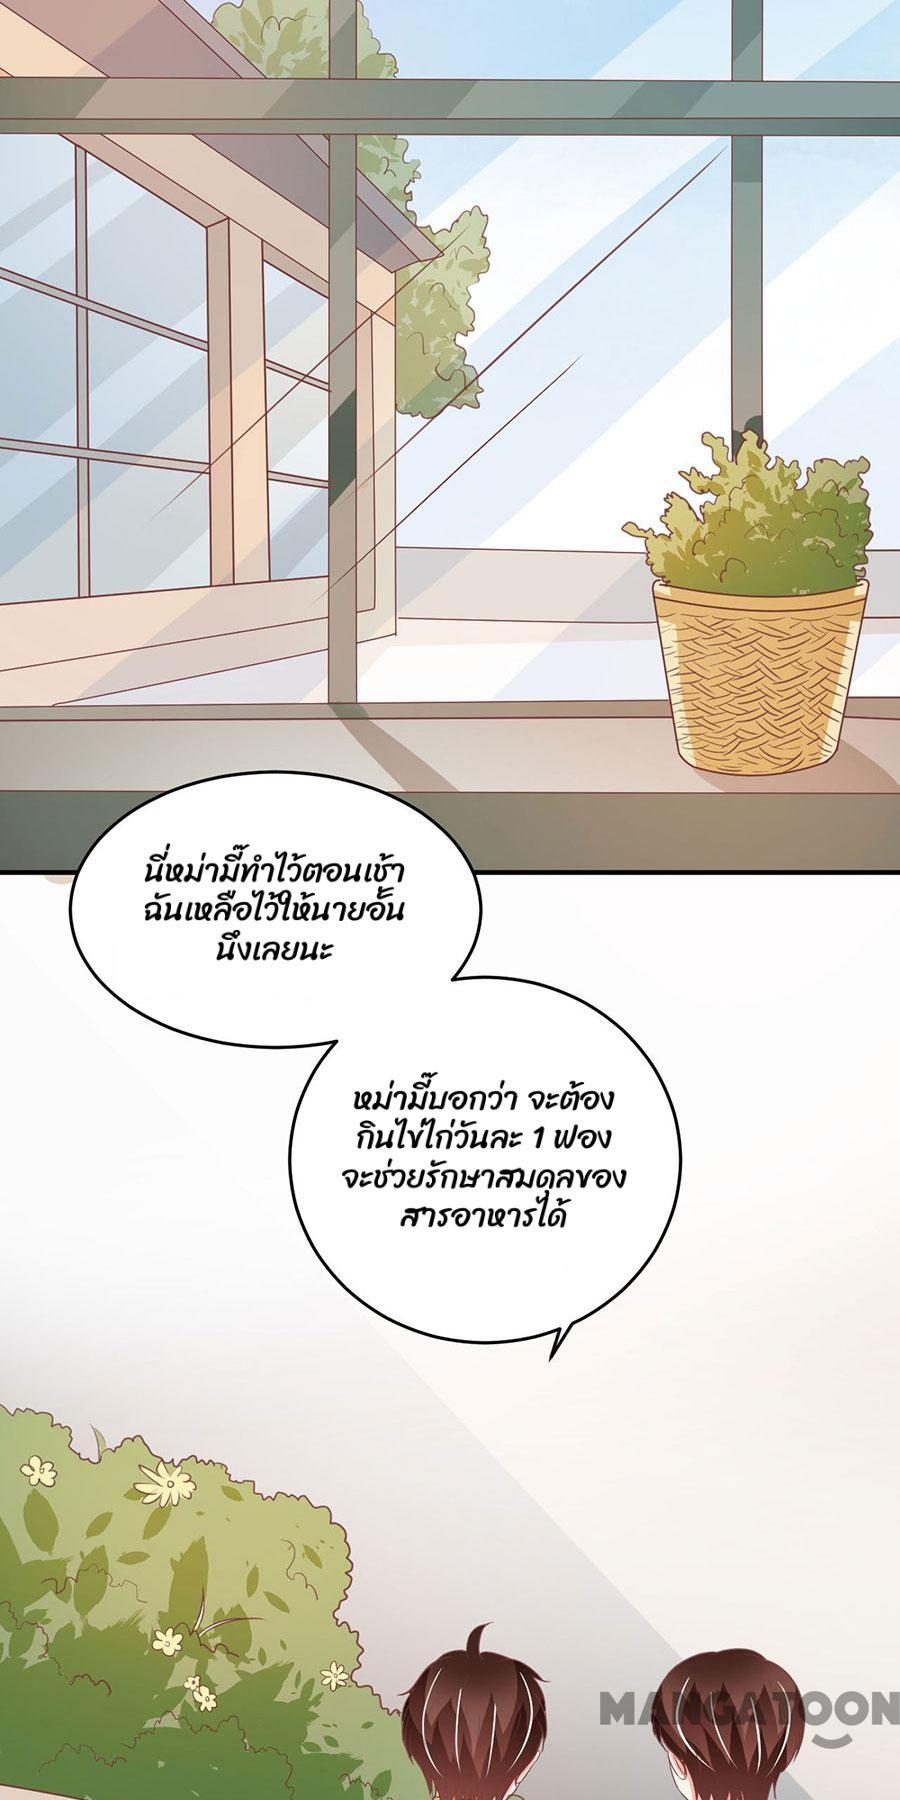 นี่หม่ามี๊ทำไว้ตอนเช้า
ฉันเหลือไว้ให้นายอั้น
นึงเลยนะ
หม่ามี๊บอกว่า จะต้อง
กินไข่ไก่วันละ 1 ฟอง
จะช่วยรักษาสมดุลของ
สารอาหารได้
MANGATOON